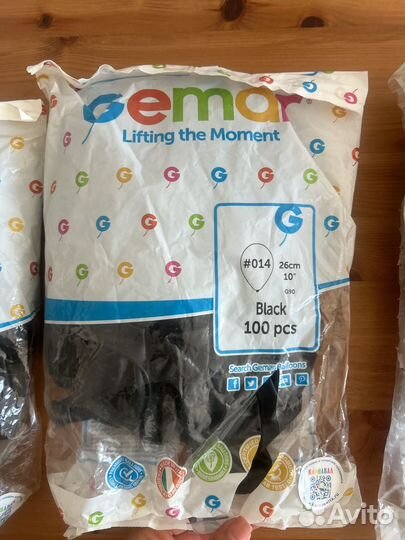 Gemar
Lifting the Moment
#014
26cm
10"
G90
Black
100 pcs
Search Gemar Balloons
Avito